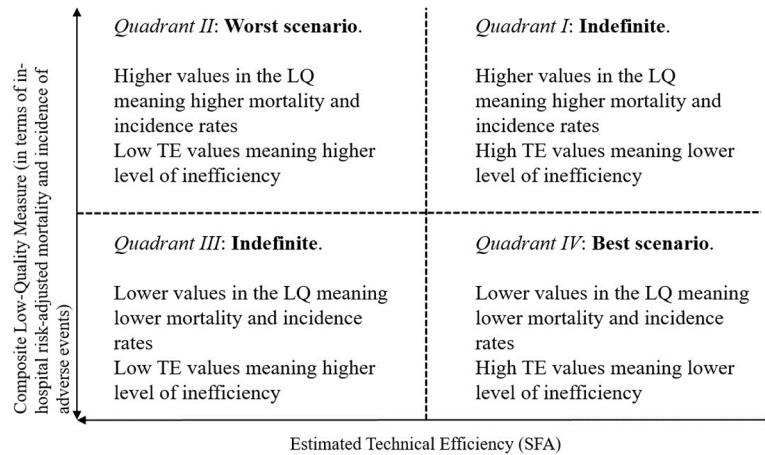 Composite Low-Quality Measure (in terms of in-
hospital risk-adjusted mortality and incidence of
adverse events)
Quadrant II: Worst scenario.
Higher values in the LQ
meaning higher mortality and
incidence rates
Low TE values meaning higher
level of inefficiency
Quadrant I: Indefinite.
Higher values in the LQ
meaning higher mortality and
incidence rates
High TE values meaning lower
level of inefficiency
Quadrant III: Indefinite.
Lower values in the LQ meaning
lower mortality and incidence
rates
Low TE values meaning higher
level of inefficiency
Quadrant IV: Best scenario.
Lower values in the LQ meaning
lower mortality and incidence
rates
High TE values meaning lower
level of inefficiency
Estimated Technical Efficiency (SFA)